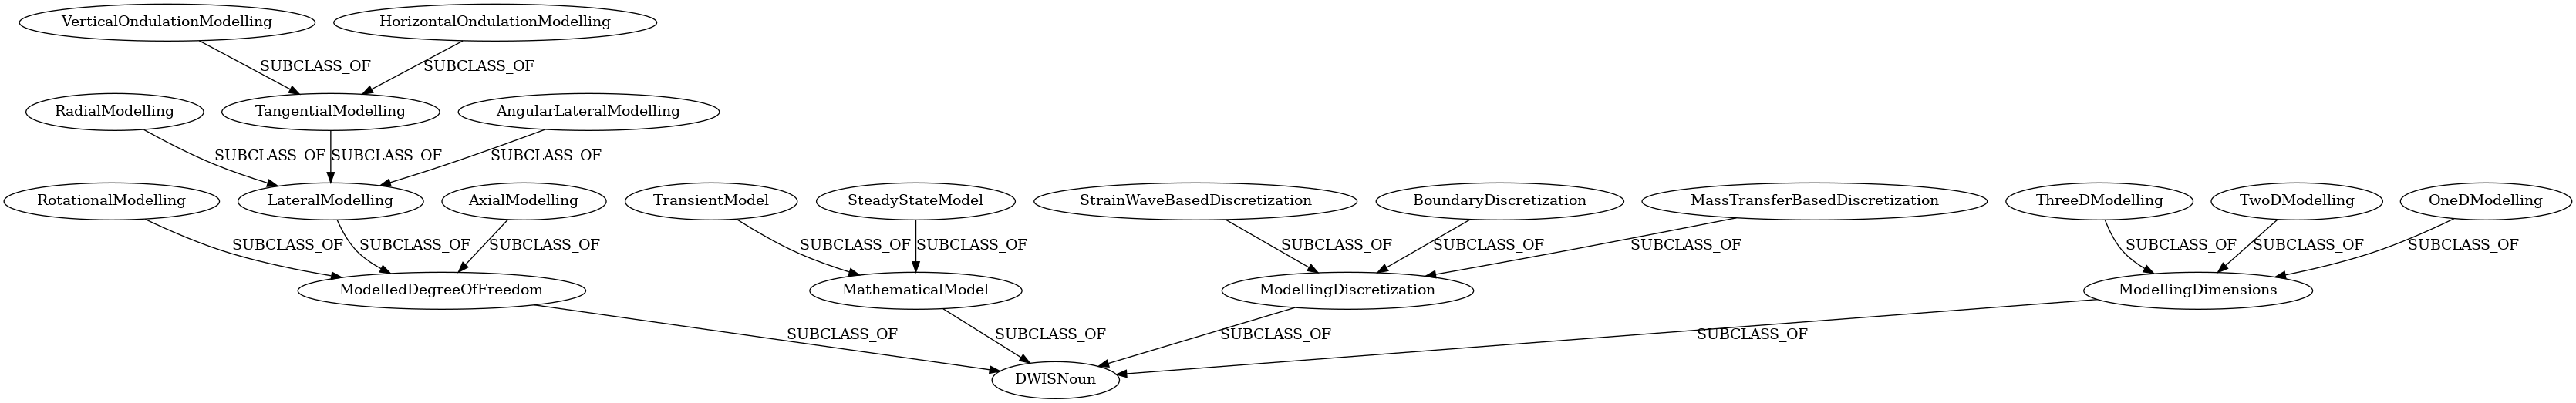 VerticalOndulationModelling
HorizontalOndulationModelling
SUBCLASS_OF
SUBCLASS_OF
RadialModelling
TangentialModelling
AngularLateralModelling
SUBCLASS_OF
SUBCLASS_OF
SUBCLASS_OF
RotationalModelling
LateralModelling
AxialModelling
TransientModel
SteadyStateModel
StrainWaveBasedDiscretization
BoundaryDiscretization
MassTransferBasedDiscretization
ThreeDModelling
TwoDModelling
OneDModelling
SUBCLASS_OF
SUBCLASS_OF
SUBCLASS_OF
SUBCLASS_OF
SUBCLASS_OF
SUBCLASS_OF
SUBCLASS_OF
SUBCLASS_OF
SUBCLASS_OF
SUBCLASS_OF
SUBCLASS_OF
ModelledDegreeOfFreedom
MathematicalModel
ModellingDiscretization
ModellingDimensions
SUBCLASS_OF
SUBCLASS_OF
SUBCLASS_OF
SUBCLASS_OF
DWISNoun